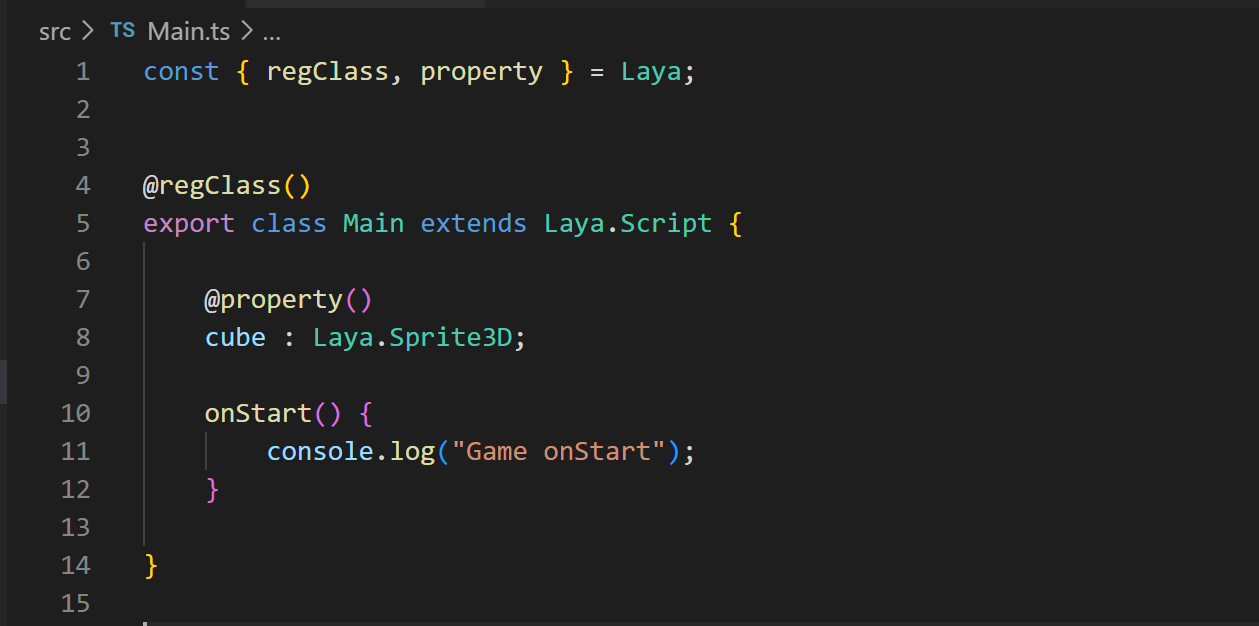 src > TS Main.ts > ...
1 const { regClass, property } = Laya;
2
3
4 @regClass()
5 export class Main extends Laya.Script {
6
7     @property()
8     cube : Laya.Sprite3D;
9
10     onStart() {
11         console.log("Game onStart");
12     }
13
14 }
15